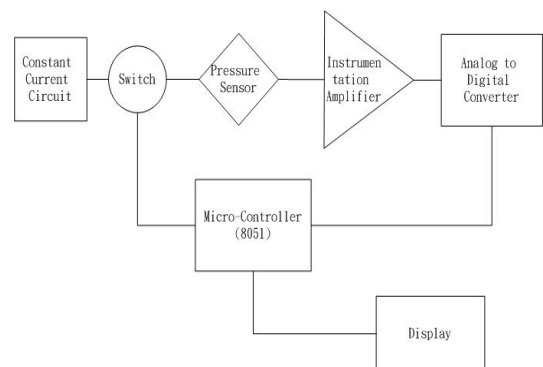 Constant
Current
Circuit
Switch
Pressure
Sensor
Instrumen
tation
Amplifier
Analog to
Digital
Converter
Micro-Controller
(8051)
Display